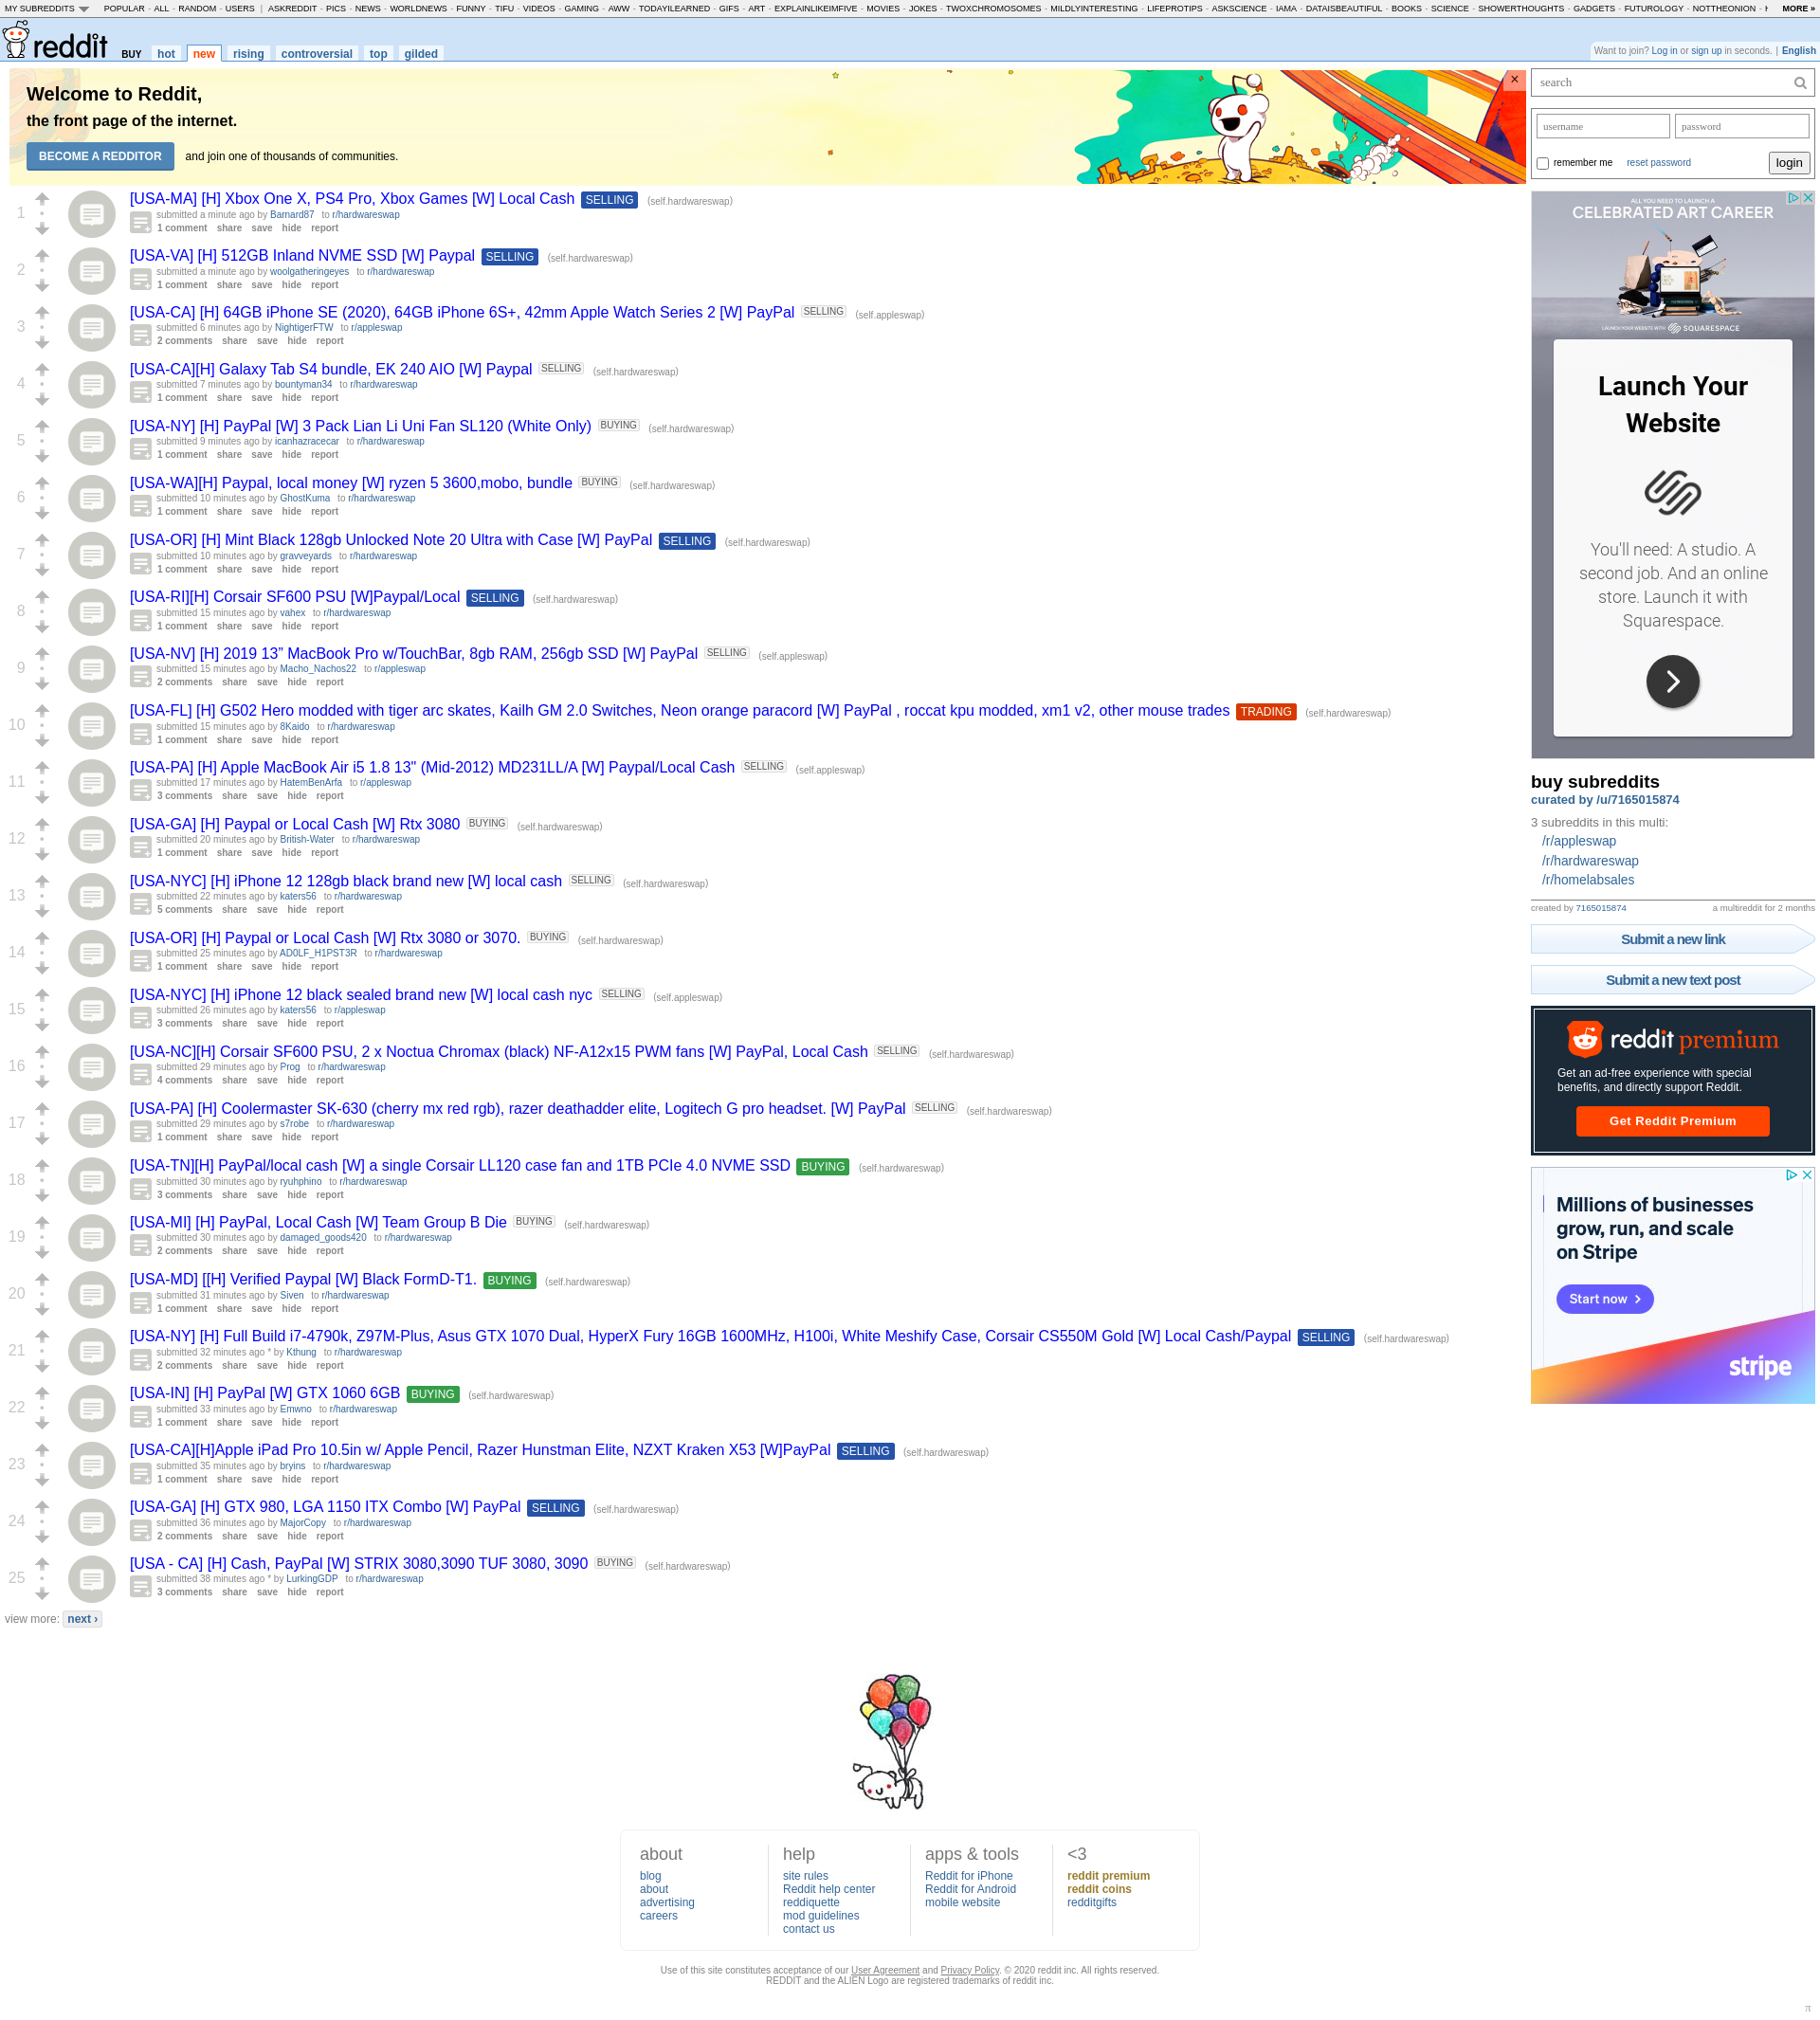 MY SUBREDDITS POPULAR - ALL - RANDOM - USERS | ASKREDDIT - PICS - NEWS - WORLDNEWS - FUNNY - TIFU - VIDEOS - GAMING - AWW - TODAYILEARNED - GIFS - ART - EXPLAINLIKEIMFIVE - MOVIES - JOKES - TWOXCHROMOSOMES - MILDLYINTERESTING - LIFEPROTIPS - ASKSCIENCE - IAMA - DATAISBEAUTIFUL - BOOKS - SCIENCE - SHOWERTHOUGHTS - GADGETS - FUTUROLOGY - NOTTHEONION - MORE »
reddit BUY hot new rising controversial top gilded
Want to join? Log in or sign up in seconds. | English
Welcome to Reddit,
the front page of the internet.
BECOME A REDDITOR and join one of thousands of communities.
1
[USA-MA] [H] Xbox One X, PS4 Pro, Xbox Games [W] Local Cash SELLING (self.hardwareswap)
submitted a minute ago by Barnard87 to r/hardwareswap
1 comment share save hide report
2
[USA-VA] [H] 512GB Inland NVME SSD [W] Paypal SELLING (self.hardwareswap)
submitted a minute ago by woolgatheringeyes to r/hardwareswap
1 comment share save hide report
3
[USA-CA] [H] 64GB iPhone SE (2020), 64GB iPhone 6S+, 42mm Apple Watch Series 2 [W] PayPal SELLING (self.appleswap)
submitted 6 minutes ago by NightigerFTW to r/appleswap
2 comments share save hide report
4
[USA-CA][H] Galaxy Tab S4 bundle, EK 240 AIO [W] Paypal SELLING (self.hardwareswap)
submitted 7 minutes ago by bountyman34 to r/hardwareswap
1 comment share save hide report
5
[USA-NY] [H] PayPal [W] 3 Pack Lian Li Uni Fan SL120 (White Only) BUYING (self.hardwareswap)
submitted 9 minutes ago by icanhazracecar to r/hardwareswap
1 comment share save hide report
6
[USA-WA][H] Paypal, local money [W] ryzen 5 3600,mobo, bundle BUYING (self.hardwareswap)
submitted 10 minutes ago by GhostKuma to r/hardwareswap
1 comment share save hide report
7
[USA-OR] [H] Mint Black 128gb Unlocked Note 20 Ultra with Case [W] PayPal SELLING (self.hardwareswap)
submitted 10 minutes ago by gravveyards to r/hardwareswap
1 comment share save hide report
8
[USA-RI][H] Corsair SF600 PSU [W]Paypal/Local SELLING (self.hardwareswap)
submitted 15 minutes ago by vahex to r/hardwareswap
1 comment share save hide report
9
[USA-NV] [H] 2019 13” MacBook Pro w/TouchBar, 8gb RAM, 256gb SSD [W] PayPal SELLING (self.appleswap)
submitted 15 minutes ago by Macho_Nachos22 to r/appleswap
2 comments share save hide report
10
[USA-FL] [H] G502 Hero modded with tiger arc skates, Kailh GM 2.0 Switches, Neon orange paracord [W] PayPal , roccat kpu modded, xm1 v2, other mouse trades TRADING (self.hardwareswap)
submitted 15 minutes ago by 8Kaido to r/hardwareswap
1 comment share save hide report
11
[USA-PA] [H] Apple MacBook Air i5 1.8 13" (Mid-2012) MD231LL/A [W] Paypal/Local Cash SELLING (self.appleswap)
submitted 17 minutes ago by HatemBenArfa to r/appleswap
3 comments share save hide report
12
[USA-GA] [H] Paypal or Local Cash [W] Rtx 3080 BUYING (self.hardwareswap)
submitted 20 minutes ago by British-Water to r/hardwareswap
1 comment share save hide report
13
[USA-NYC] [H] iPhone 12 128gb black brand new [W] local cash SELLING (self.hardwareswap)
submitted 22 minutes ago by katers56 to r/hardwareswap
5 comments share save hide report
14
[USA-OR] [H] Paypal or Local Cash [W] Rtx 3080 or 3070. BUYING (self.hardwareswap)
submitted 25 minutes ago by AD0LF_H1PST3R to r/hardwareswap
1 comment share save hide report
15
[USA-NYC] [H] iPhone 12 black sealed brand new [W] local cash nyc SELLING (self.appleswap)
submitted 26 minutes ago by katers56 to r/appleswap
3 comments share save hide report
16
[USA-NC][H] Corsair SF600 PSU, 2 x Noctua Chromax (black) NF-A12x15 PWM fans [W] PayPal, Local Cash SELLING (self.hardwareswap)
submitted 29 minutes ago by Prog to r/hardwareswap
4 comments share save hide report
17
[USA-PA] [H] Coolermaster SK-630 (cherry mx red rgb), razer deathadder elite, Logitech G pro headset. [W] PayPal SELLING (self.hardwareswap)
submitted 29 minutes ago by s7robe to r/hardwareswap
1 comment share save hide report
18
[USA-TN][H] PayPal/local cash [W] a single Corsair LL120 case fan and 1TB PCIe 4.0 NVME SSD BUYING (self.hardwareswap)
submitted 30 minutes ago by ryuhphino to r/hardwareswap
3 comments share save hide report
19
[USA-MI] [H] PayPal, Local Cash [W] Team Group B Die BUYING (self.hardwareswap)
submitted 30 minutes ago by damaged_goods420 to r/hardwareswap
2 comments share save hide report
20
[USA-MD] [[H] Verified Paypal [W] Black FormD-T1. BUYING (self.hardwareswap)
submitted 31 minutes ago by Siven to r/hardwareswap
1 comment share save hide report
21
[USA-NY] [H] Full Build i7-4790k, Z97M-Plus, Asus GTX 1070 Dual, HyperX Fury 16GB 1600MHz, H100i, White Meshify Case, Corsair CS550M Gold [W] Local Cash/Paypal SELLING (self.hardwareswap)
submitted 32 minutes ago * by Kthung to r/hardwareswap
2 comments share save hide report
22
[USA-IN] [H] PayPal [W] GTX 1060 6GB BUYING (self.hardwareswap)
submitted 33 minutes ago by Emwno to r/hardwareswap
1 comment share save hide report
23
[USA-CA][H]Apple iPad Pro 10.5in w/ Apple Pencil, Razer Hunstman Elite, NZXT Kraken X53 [W]PayPal SELLING (self.hardwareswap)
submitted 35 minutes ago by bryins to r/hardwareswap
1 comment share save hide report
24
[USA-GA] [H] GTX 980, LGA 1150 ITX Combo [W] PayPal SELLING (self.hardwareswap)
submitted 36 minutes ago by MajorCopy to r/hardwareswap
2 comments share save hide report
25
[USA - CA] [H] Cash, PayPal [W] STRIX 3080,3090 TUF 3080, 3090 BUYING (self.hardwareswap)
submitted 38 minutes ago * by LurkingGDP to r/hardwareswap
3 comments share save hide report
view more: next ›
search
username password
remember me reset password login
ALL YOU NEED TO LAUNCH A
CELEBRATED ART CAREER
LAUNCH YOUR WEBSITE WITH SQUARESPACE
Launch Your
Website
You'll need: A studio. A
second job. And an online
store. Launch it with
Squarespace.
buy subreddits
curated by /u/7165015874
3 subreddits in this multi:
/r/appleswap
/r/hardwareswap
/r/homelabsales
created by 7165015874 a multireddit for 2 months
Submit a new link
Submit a new text post
reddit premium
Get an ad-free experience with special
benefits, and directly support Reddit.
Get Reddit Premium
Millions of businesses
grow, run, and scale
on Stripe
Start now
stripe
about
blog
about
advertising
careers
help
site rules
Reddit help center
reddiquette
mod guidelines
contact us
apps & tools
Reddit for iPhone
Reddit for Android
mobile website
<3
reddit premium
reddit coins
redditgifts
Use of this site constitutes acceptance of our User Agreement and Privacy Policy. © 2020 reddit inc. All rights reserved.
REDDIT and the ALIEN Logo are registered trademarks of reddit inc.
π